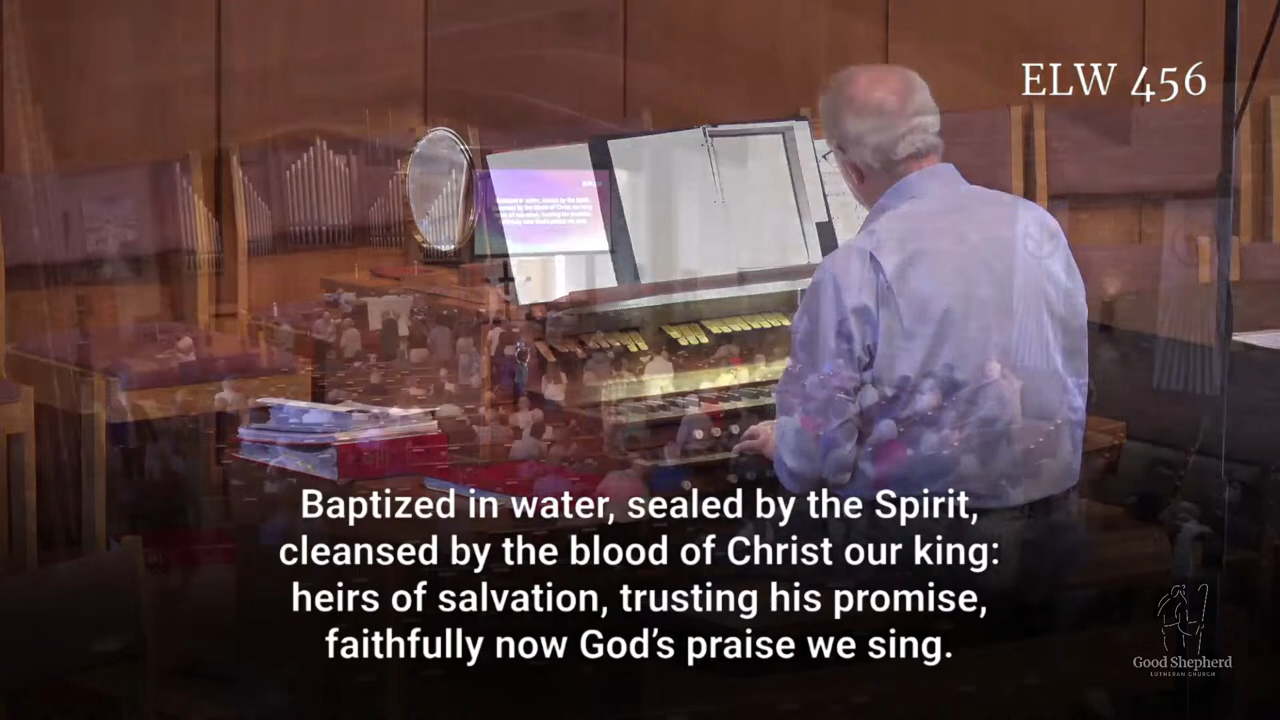 ELW 456
Baptized in water, sealed by the Spirit,
cleansed by the blood of Christ our king:
heirs of salvation, trusting his promise,
faithfully now God's praise we sing.
Good Shepherd
LUTHERAN CHURCH